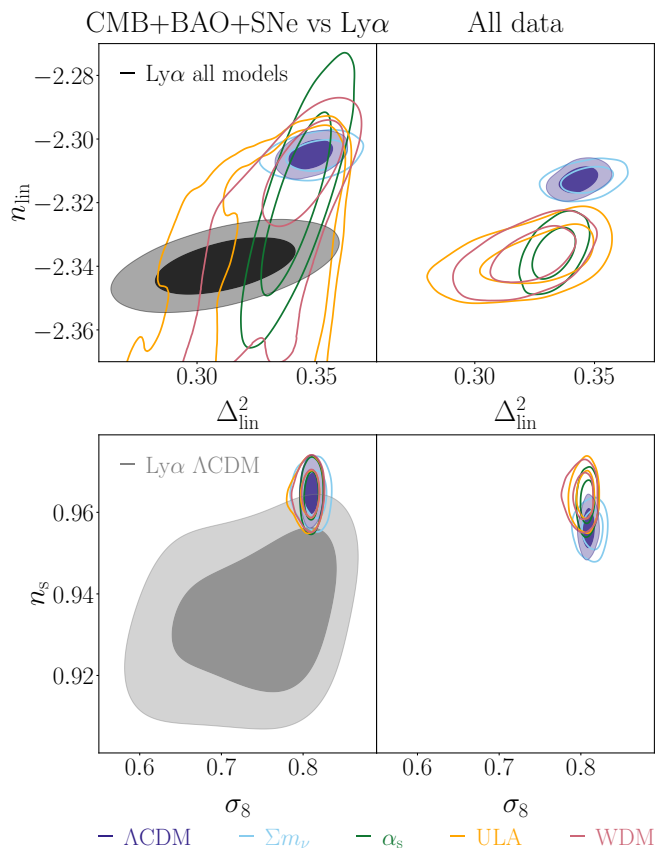 CMB+BAO+SNe vs Lyα All data
Lyα all models
−2.28
−2.30
−2.32
−2.34
−2.36
n_lin
0.30 0.35 0.30 0.35
Δ²_lin Δ²_lin
Lyα ΛCDM
0.96
0.94
0.92
n_s
0.6 0.7 0.8 0.6 0.7 0.8
σ₈ σ₈
ΛCDM Σm_ν α_s ULA WDM